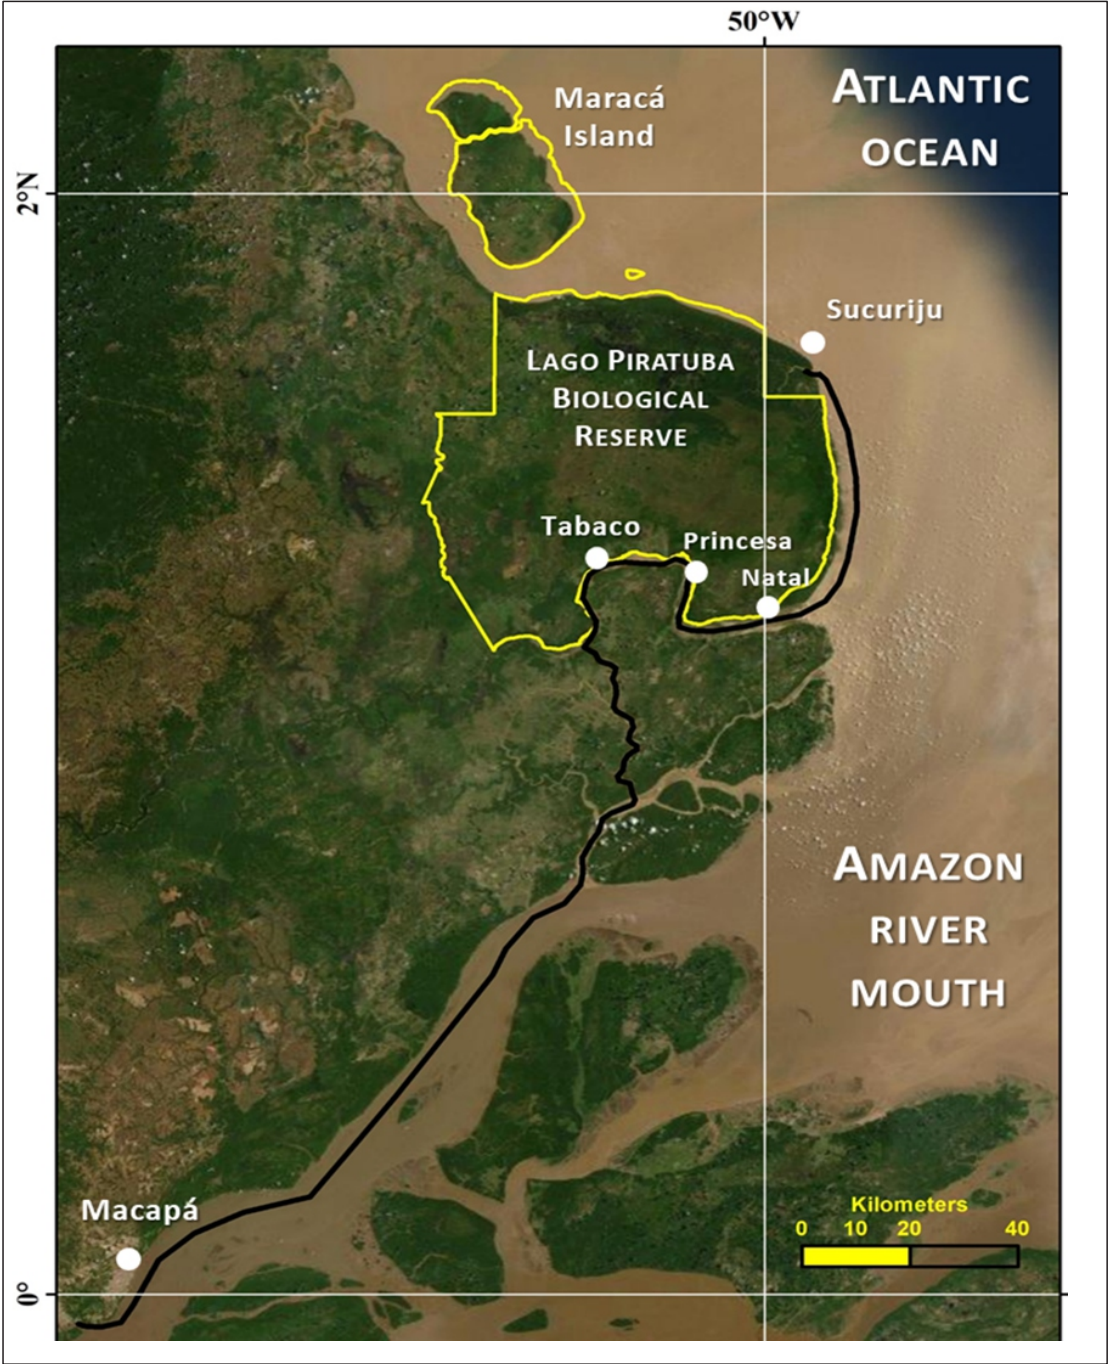 50°W
ATLANTIC
OCEAN
Maracá
Island
2°N
Sucuriju
LAGO PIRATUBA
BIOLOGICAL
RESERVE
Tabaco
Princesa
Natal
AMAZON
RIVER
MOUTH
Macapá
Kilometers
0 10 20 40
0°